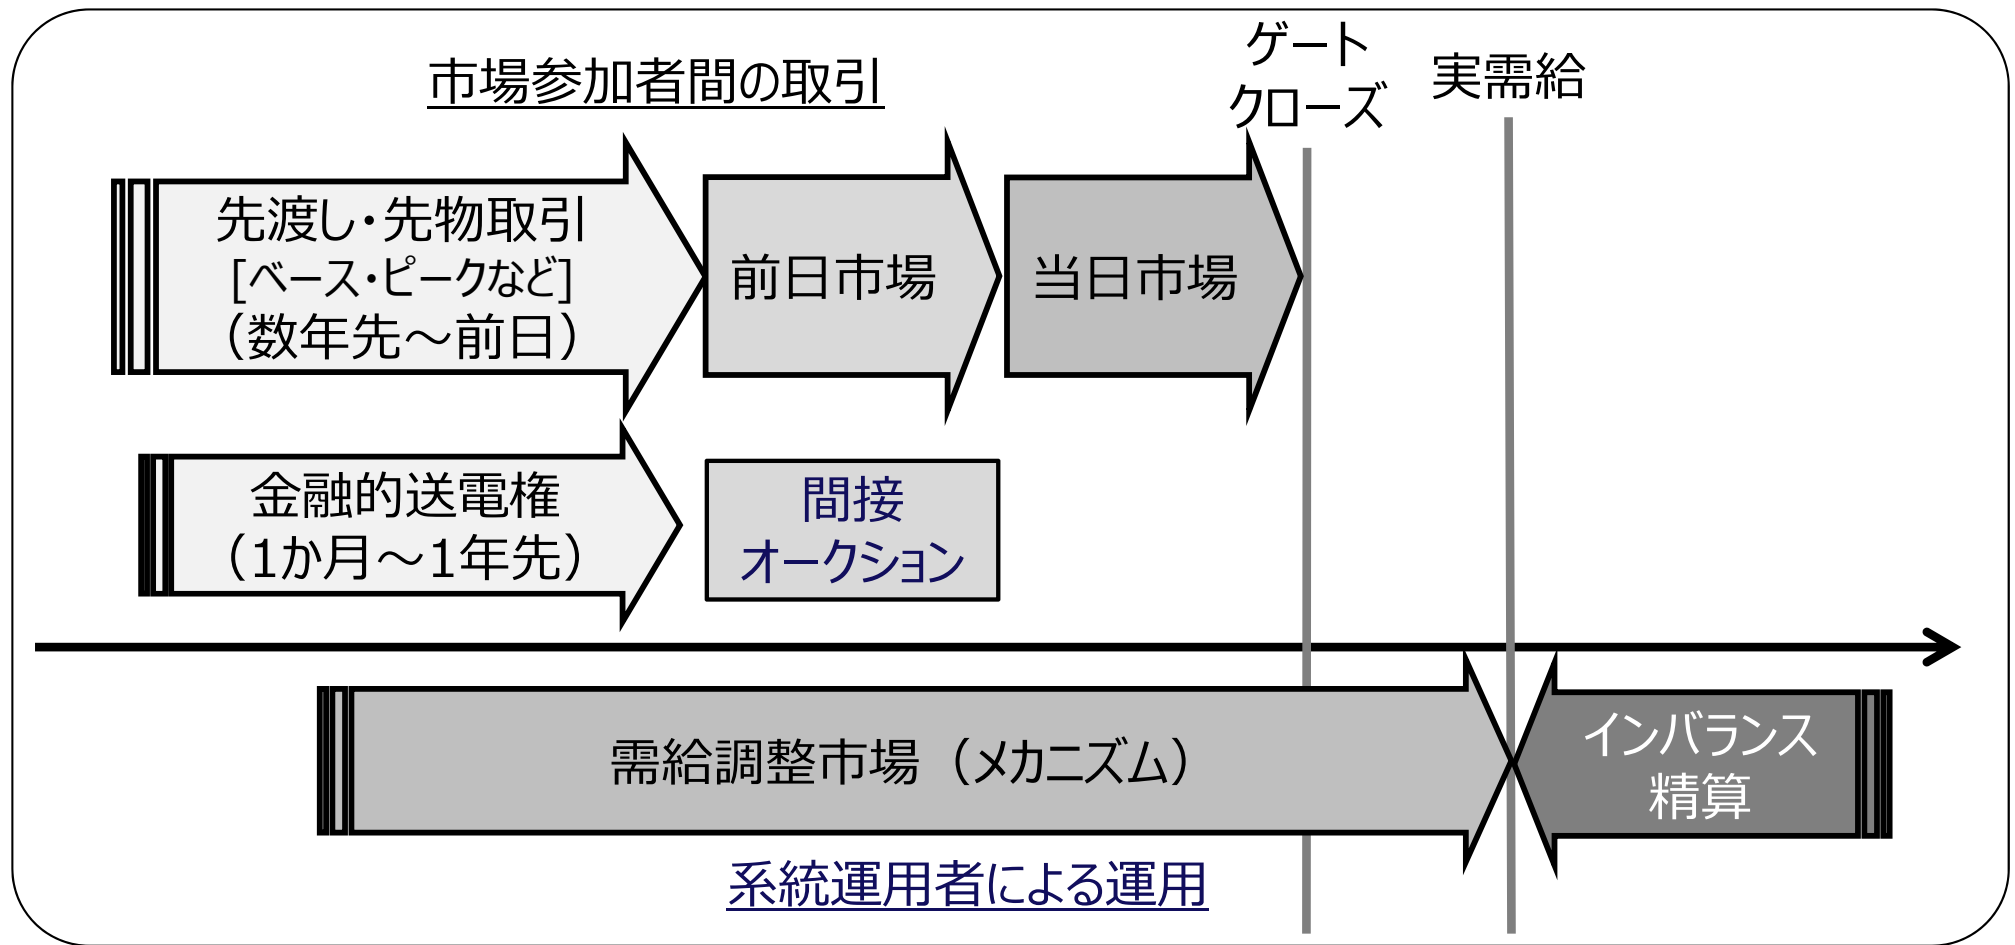 市場参加者間の取引
ゲート
クローズ
実需給
先渡し・先物取引
[ベース・ピークなど]
（数年先～前日）
前日市場
当日市場
金融的送電権
（1か月～1年先）
間接
オークション
需給調整市場（メカニズム）
インバランス
精算
系統運用者による運用